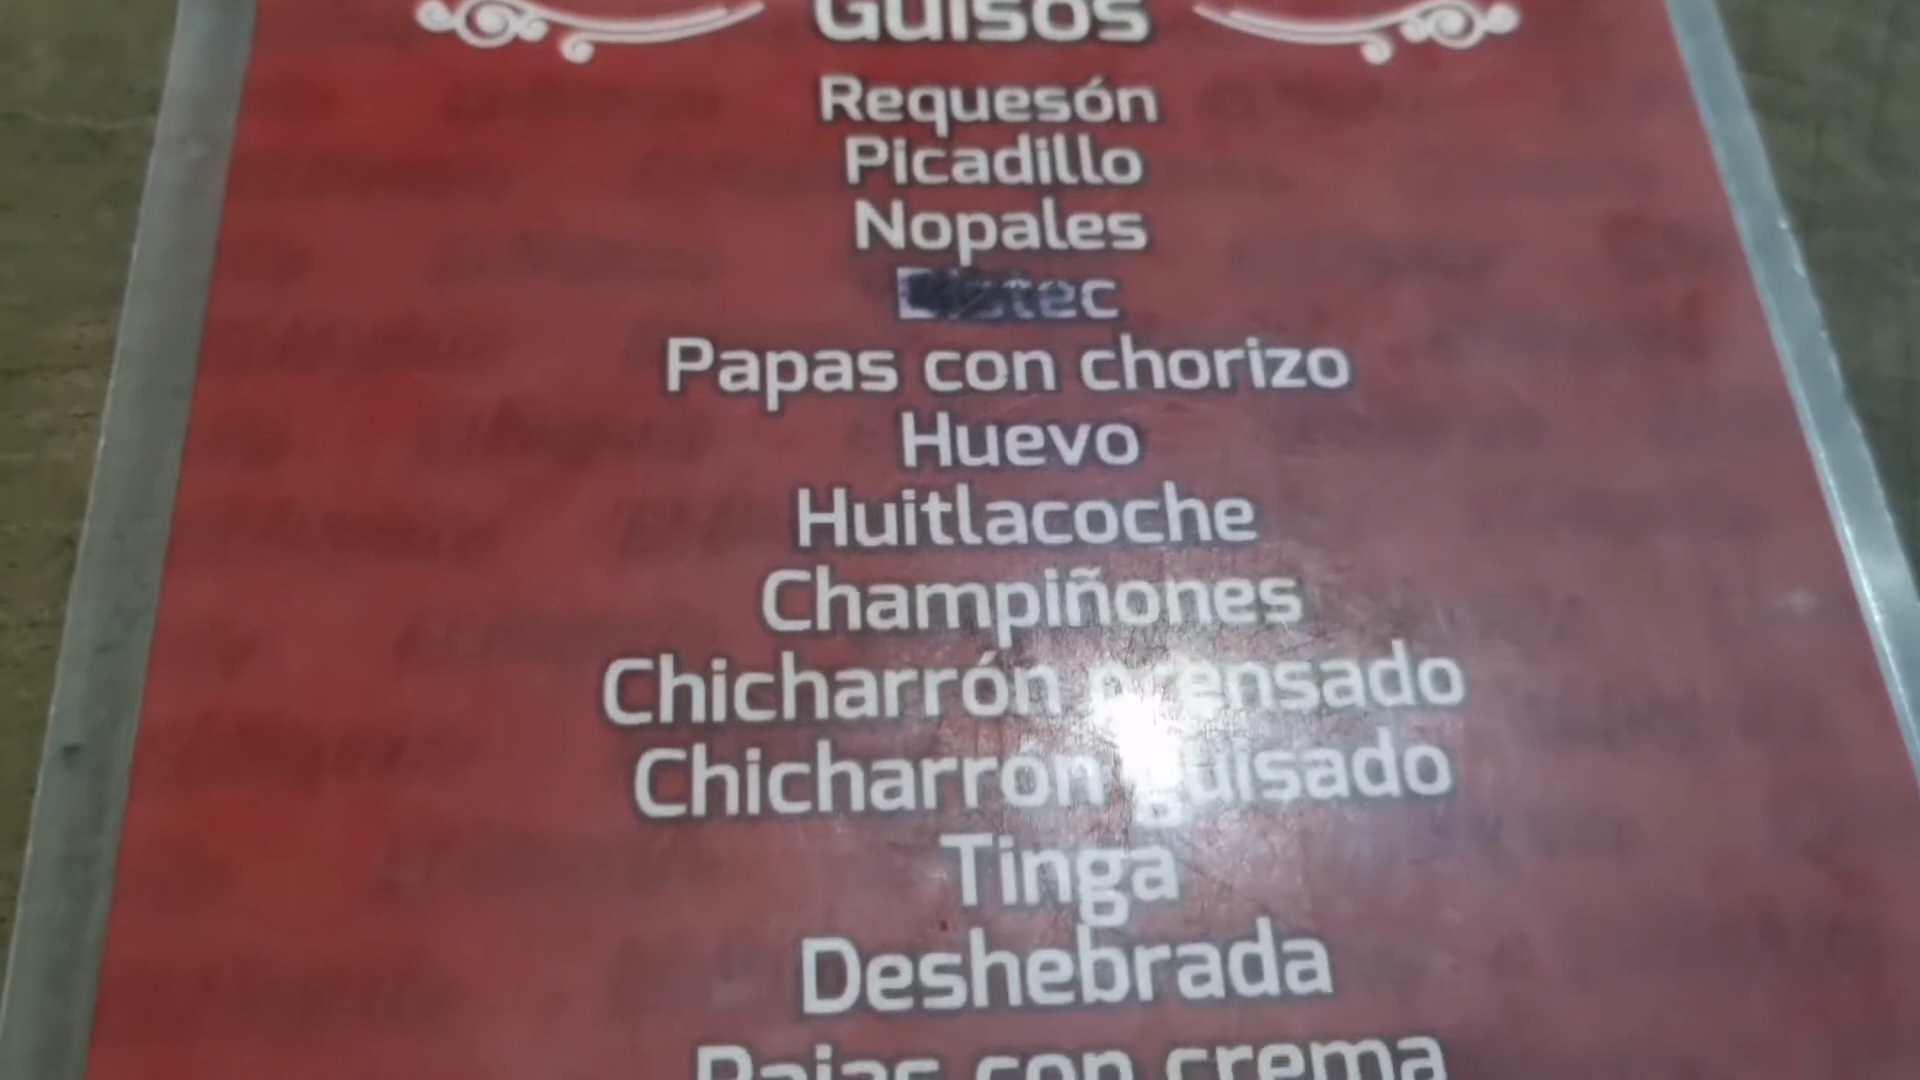 Guisos
Requesón
Picadillo
Nopales
Papas con chorizo
Huevo
Huitlacoche
Champiñones
Chicharrón prensado
Chicharrón guisado
Tinga
Deshebrada
Rajas con crema